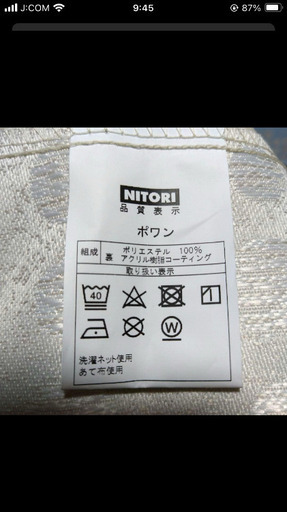 J:COM 9:45 87%
NITORI
品質表示
ボワン
組成 ポリエステル 100%
裏 アクリル樹脂コーティング
取り扱い表示
40
W
洗濯ネット使用
あて布使用